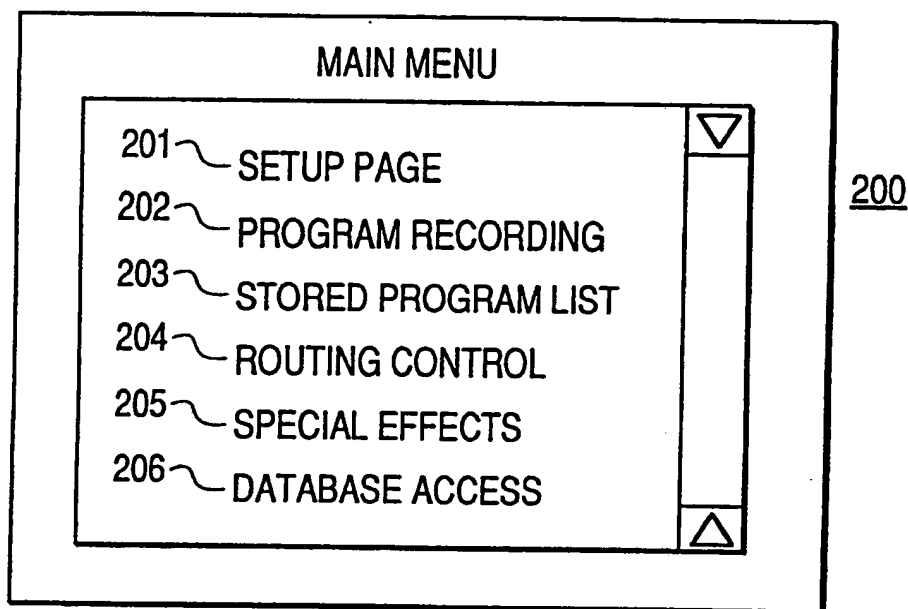 MAIN MENU
201 SETUP PAGE
200
202 PROGRAM RECORDING
203 STORED PROGRAM LIST
204 ROUTING CONTROL
205 SPECIAL EFFECTS
206 DATABASE ACCESS